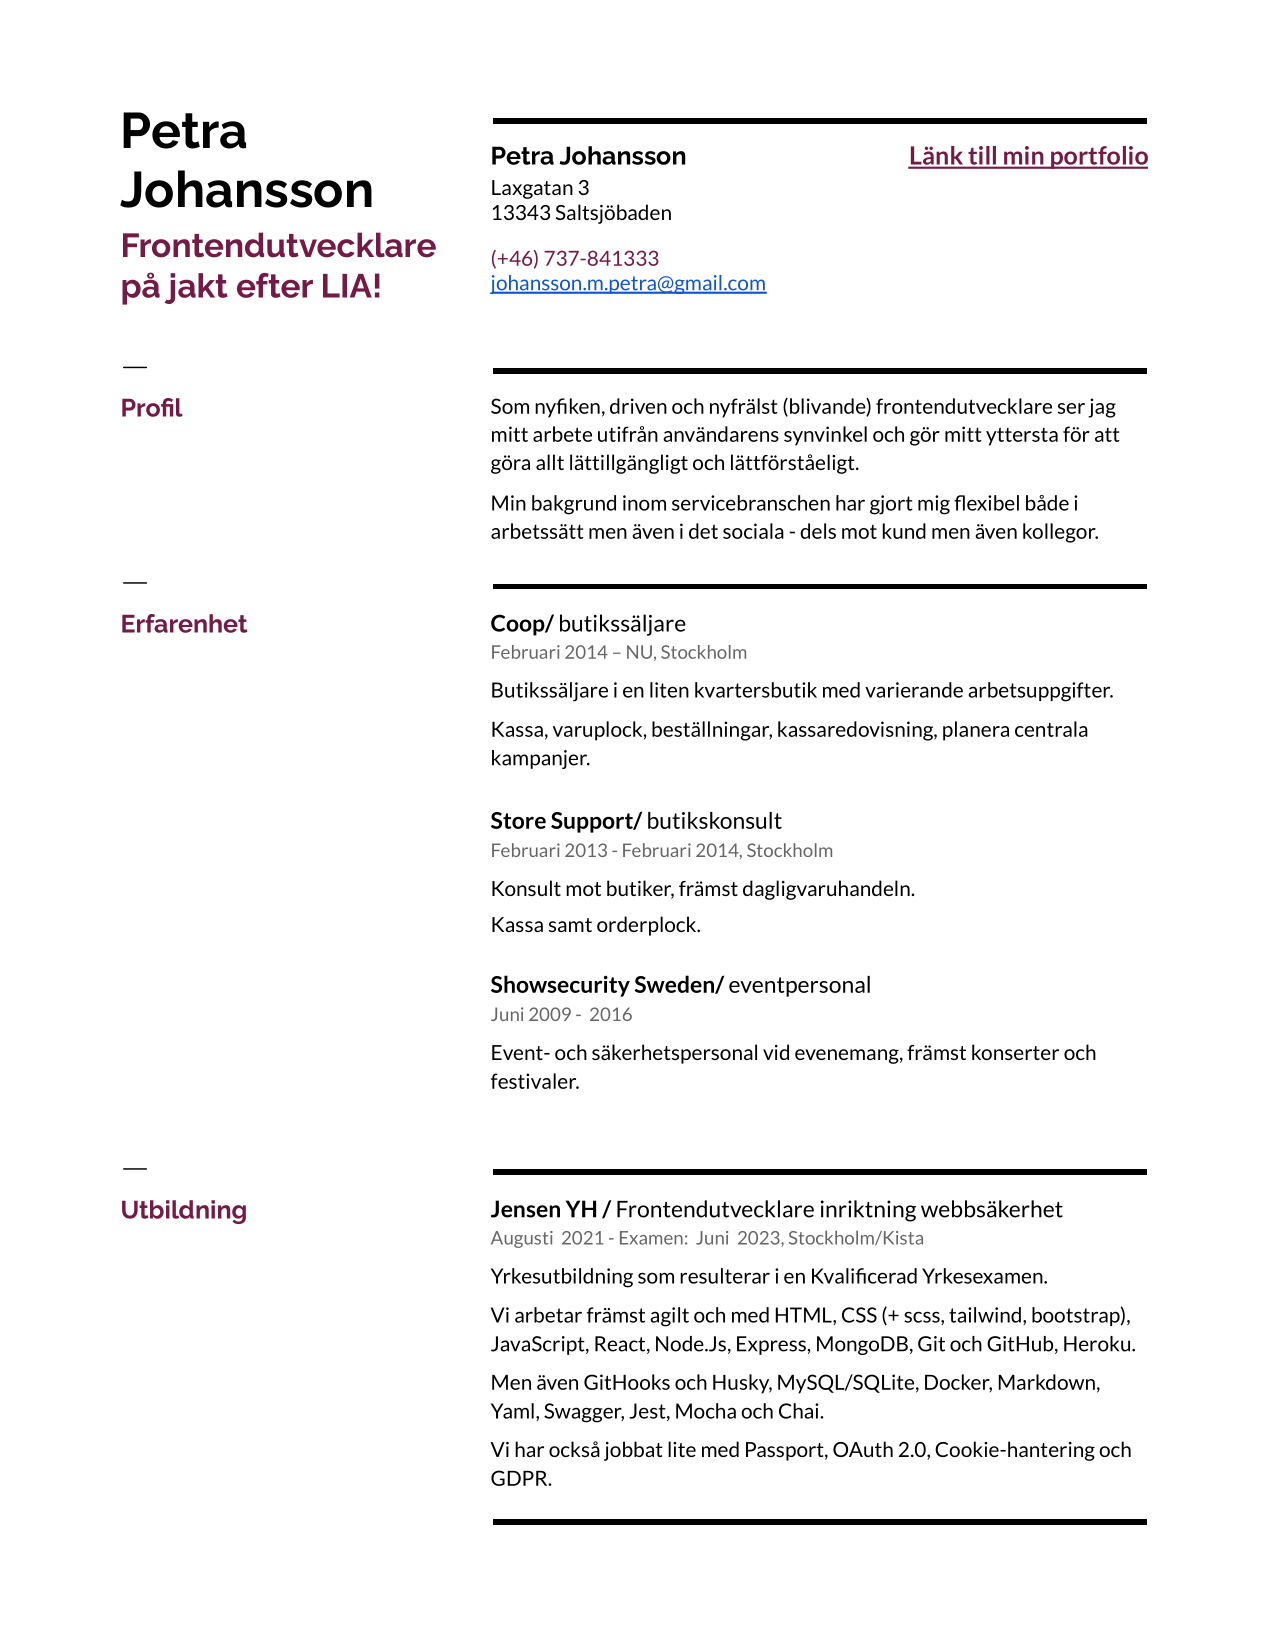 Petra
Johansson
Frontendutvecklare
på jakt efter LIA!
Petra Johansson
Länk till min portfolio
Laxgatan 3
13343 Saltsjöbaden
(+46) 737-841333
johansson.m.petra@gmail.com
—
Profil
Som nyfiken, driven och nyfrälst (blivande) frontendutvecklare ser jag
mitt arbete utifrån användarens synvinkel och gör mitt yttersta för att
göra allt lättillgängligt och lättförståeligt.
Min bakgrund inom servicebranschen har gjort mig flexibel både i
arbetssätt men även i det sociala - dels mot kund men även kollegor.
—
Erfarenhet
Coop/ butikssäljare
Februari 2014 – NU, Stockholm
Butikssäljare i en liten kvartersbutik med varierande arbetsuppgifter.
Kassa, varuplock, beställningar, kassaredovisning, planera centrala
kampanjer.
Store Support/ butikskonsult
Februari 2013 - Februari 2014, Stockholm
Konsult mot butiker, främst dagligvaruhandeln.
Kassa samt orderplock.
Showsecurity Sweden/ eventpersonal
Juni 2009 - 2016
Event- och säkerhetspersonal vid evenemang, främst konserter och
festivaler.
—
Utbildning
Jensen YH / Frontendutvecklare inriktning webbsäkerhet
Augusti 2021 - Examen: Juni 2023, Stockholm/Kista
Yrkesutbildning som resulterar i en Kvalificerad Yrkesexamen.
Vi arbetar främst agilt och med HTML, CSS (+ scss, tailwind, bootstrap),
JavaScript, React, Node.Js, Express, MongoDB, Git och GitHub, Heroku.
Men även GitHooks och Husky, MySQL/SQLite, Docker, Markdown,
Yaml, Swagger, Jest, Mocha och Chai.
Vi har också jobbat lite med Passport, OAuth 2.0, Cookie-hantering och
GDPR.